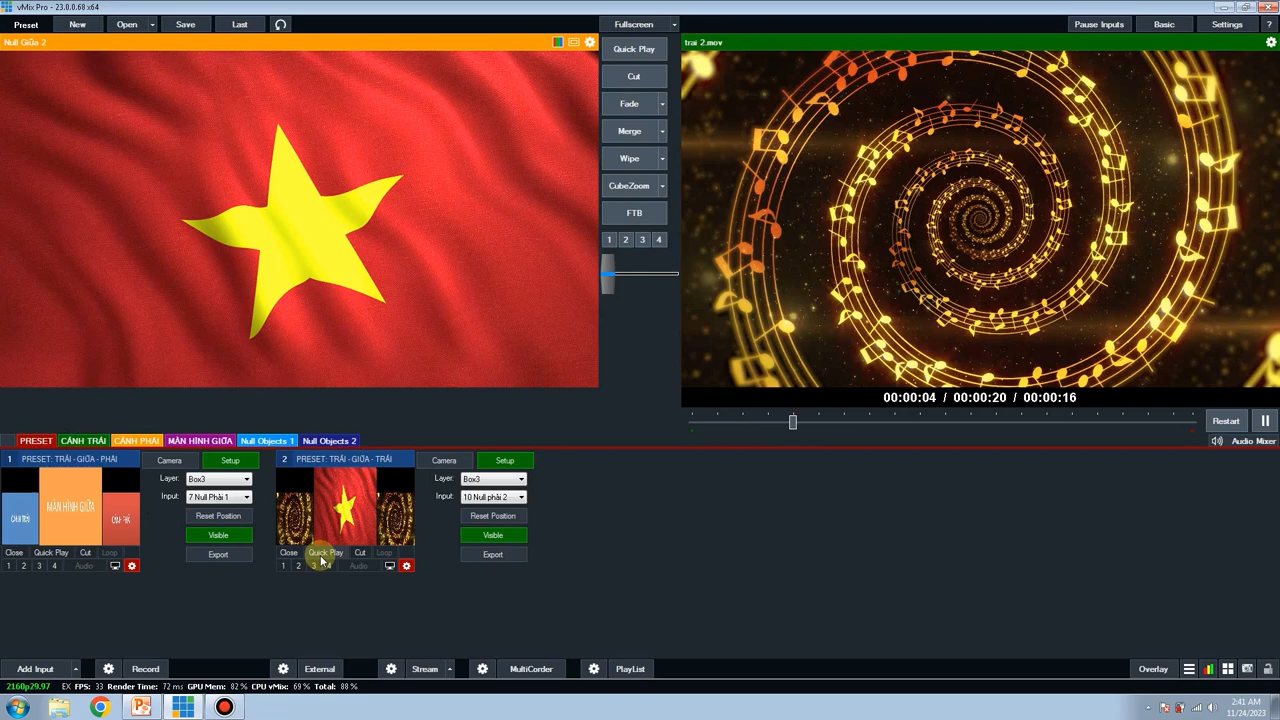 vMix Pro - 23.0.0.68 x64
Preset New Open Save Last Fullscreen Pause Inputs Basic Settings ?
Null Giữa 2
trai 2.mov
Quick Play
Cut
Fade
Merge
Wipe
CubeZoom
FTB
1 2 3 4
00:00:04 / 00:00:20 / 00:00:16
Restart
Audio Mixer
PRESET CÁNH TRÁI CÁNH PHẢI MÀN HÌNH GIỮA Null Objects 1 Null Objects 2
1 PRESET: TRÁI - GIỮA - PHẢI
Camera Setup
Layer: Box3
Input: 7 Null Phải 1
Reset Position
Visible
Export
CÁNH TRÁI
MÀN HÌNH GIỮA
Close Quick Play Cut Loop
1 2 3 4 Audio
2 PRESET: TRÁI - GIỮA - TRÁI
Camera Setup
Layer: Box3
Input: 10 Null phải 2
Reset Position
Visible
Export
Close Quick Play Cut Loop
1 2 3 4 Audio
Add Input Record External Stream MultiCorder PlayList Overlay
2160p29.97 EX FPS: 33 Render Time: 72 ms GPU Mem: 82 % CPU vMix: 69 % Total: 88 %
2:41 AM
11/24/2023